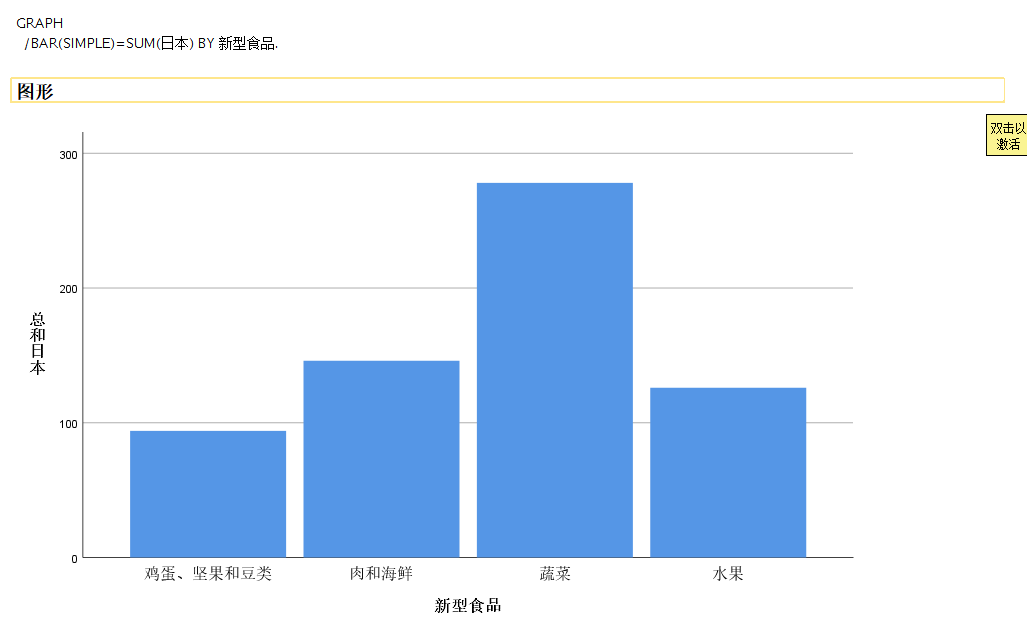 GRAPH
/BAR(SIMPLE)=SUM(日本) BY 新型食品.
图形
双击以
激活
300
200
100
0
总和日本
鸡蛋、坚果和豆类
肉和海鲜
蔬菜
水果
新型食品